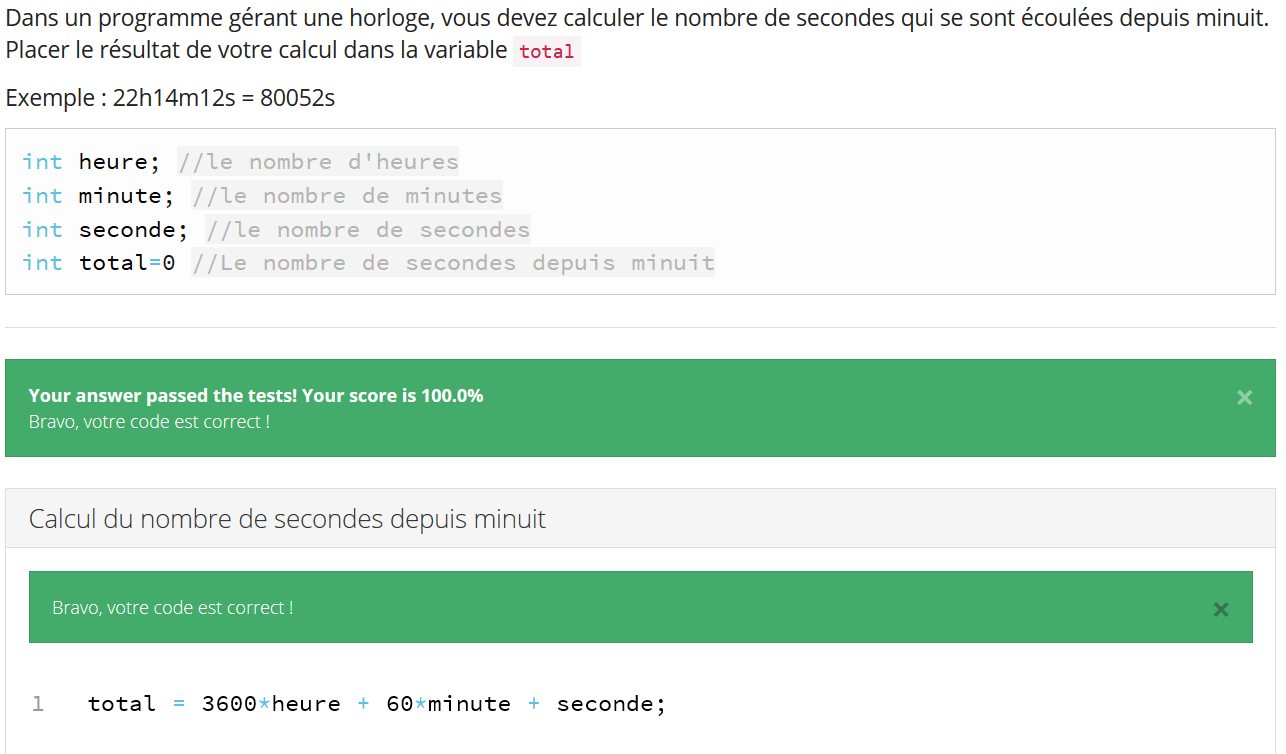 Dans un programme gérant une horloge, vous devez calculer le nombre de secondes qui se sont écoulées depuis minuit.
Placer le résultat de votre calcul dans la variable total
Exemple : 22h14m12s = 80052s
int heure; //le nombre d'heures
int minute; //le nombre de minutes
int seconde; //le nombre de secondes
int total=0 //Le nombre de secondes depuis minuit
Your answer passed the tests! Your score is 100.0%
Bravo, votre code est correct !
Calcul du nombre de secondes depuis minuit
Bravo, votre code est correct !
1 total = 3600*heure + 60*minute + seconde;